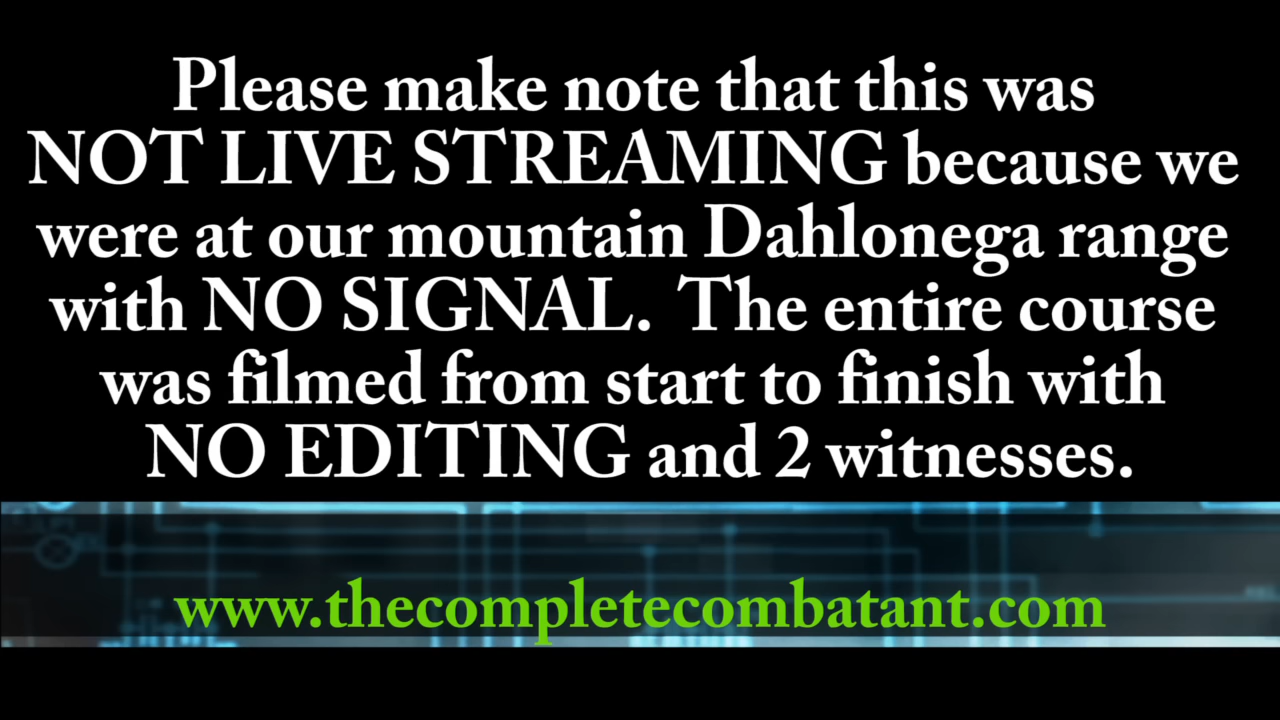 Please make note that this was
NOT LIVE STREAMING because we
were at our mountain Dahlonega range
with NO SIGNAL. The entire course
was filmed from start to finish with
NO EDITING and 2 witnesses.
www.thecompletecombatant.com